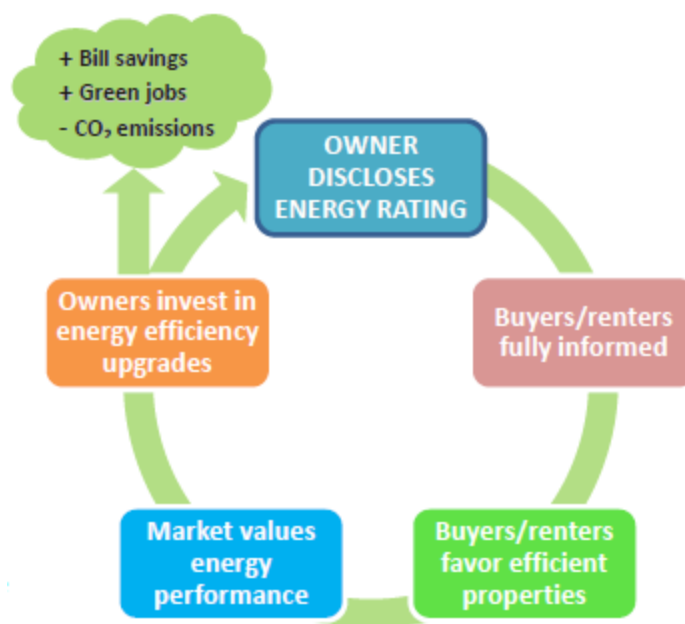 + Bill savings
+ Green jobs
- CO₂ emissions
OWNER
DISCLOSES
ENERGY RATING
Buyers/renters
fully informed
Buyers/renters
favor efficient
properties
Market values
energy
performance
Owners invest in
energy efficiency
upgrades